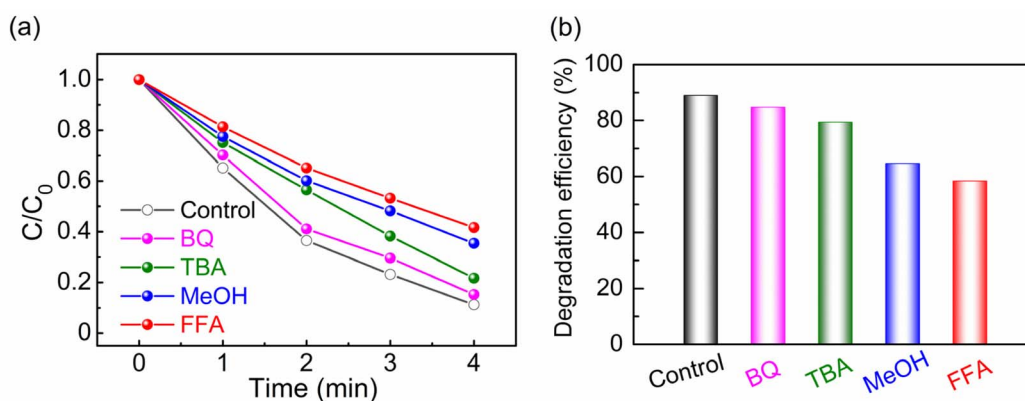 (a)
C/C0
1.0
0.8
0.6
0.4
0.2
0
Control
BQ
TBA
MeOH
FFA
0 1 2 3 4
Time (min)
(b)
Degradation efficiency (%)
100
80
60
40
20
0
Control BQ TBA MeOH FFA